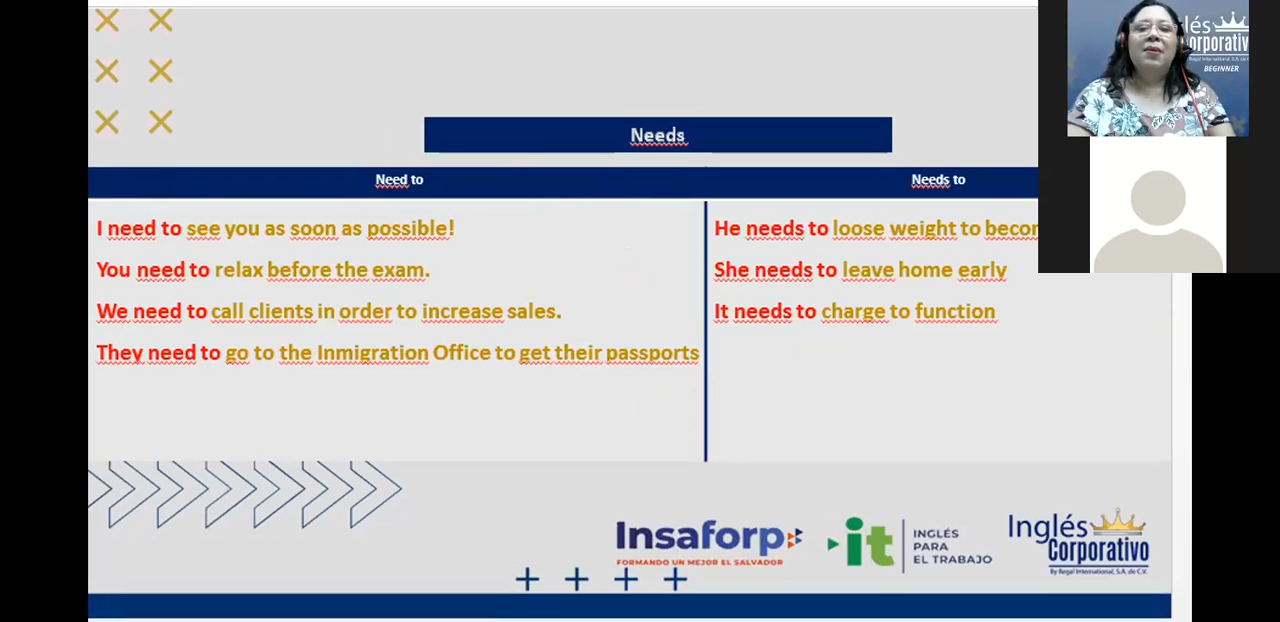 Needs
Need to
Needs to
I need to see you as soon as possible!
You need to relax before the exam.
We need to call clients in order to increase sales.
They need to go to the Inmigration Office to get their passports
He needs to loose weight to
She needs to leave home early
It needs to charge to function
Insaforp
FORMANDO UN MEJOR EL SALVADOR
it
INGLÉS
PARA
EL TRABAJO
Inglés
Corporativo
By Regal International, S.A. de C.V.
BEGINNER